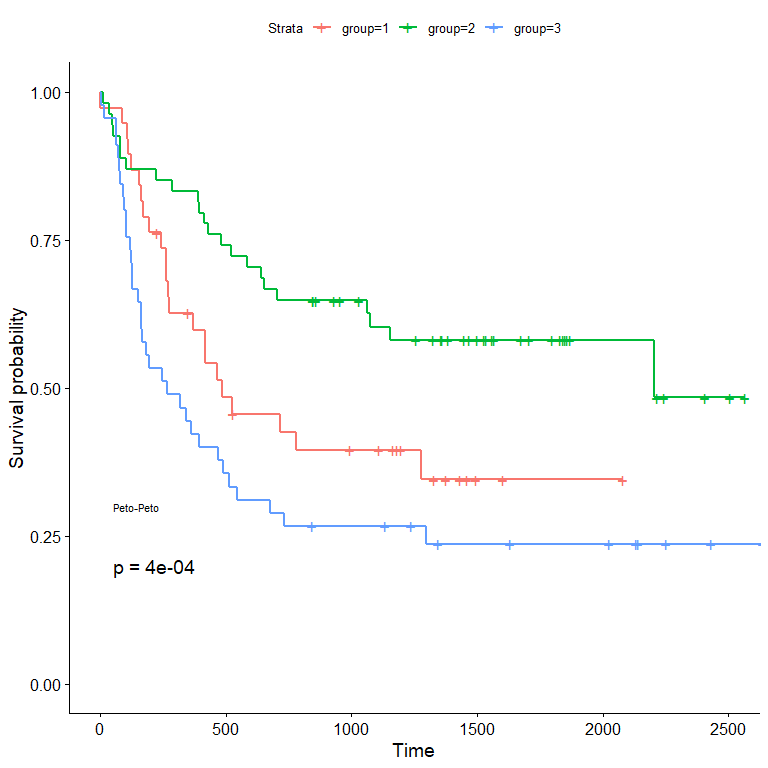 Strata group=1 group=2 group=3
1.00
0.75
Survival probability
0.50
Peto-Peto
0.25
p = 4e-04
0.00
0 500 1000 1500 2000 2500
Time